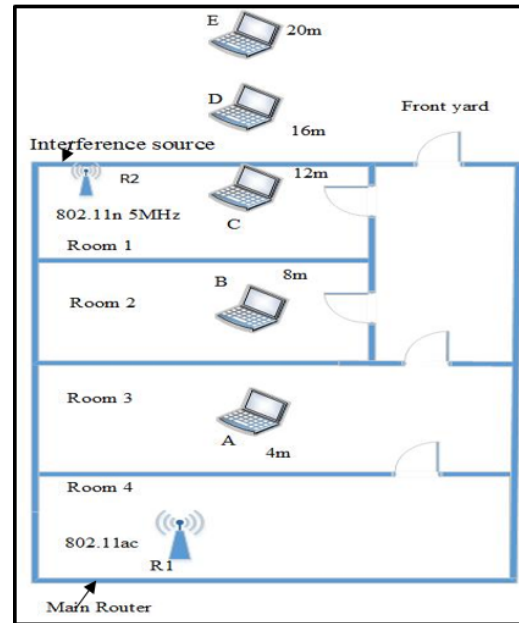 E
20m
D
16m
Front yard
Interference source
R2
12m
802.11n 5MHz
C
Room 1
B
8m
Room 2
Room 3
A
4m
Room 4
802.11ac
R1
Main Router